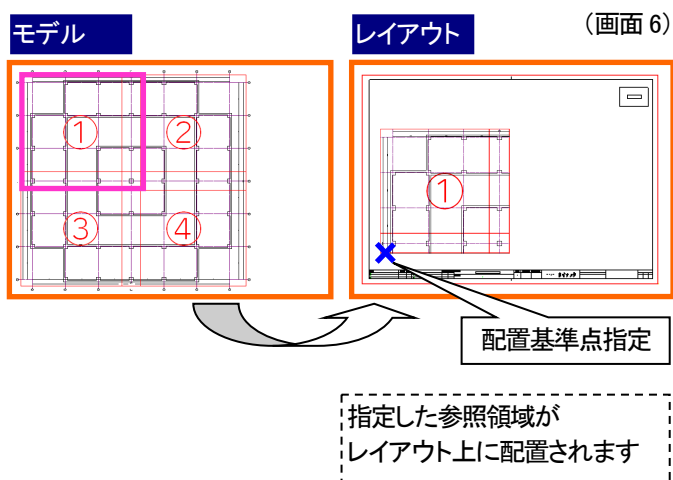 モデル
レイアウト
(画面 6)
①
②
③
④
①
配置基準点指定
指定した参照領域が
レイアウト上に配置されます